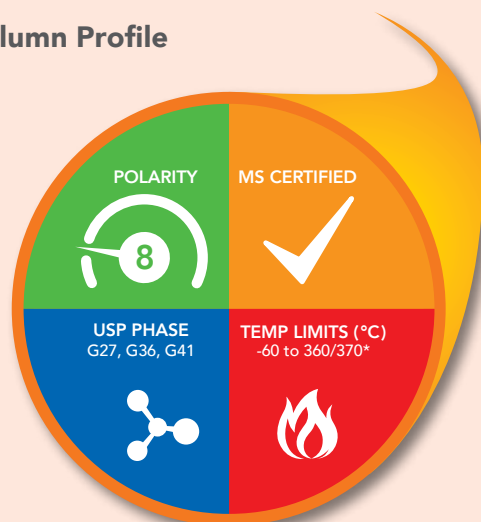 lumn Profile
POLARITY
MS CERTIFIED
8
USP PHASE
G27, G36, G41
TEMP LIMITS (°C)
-60 to 360/370*